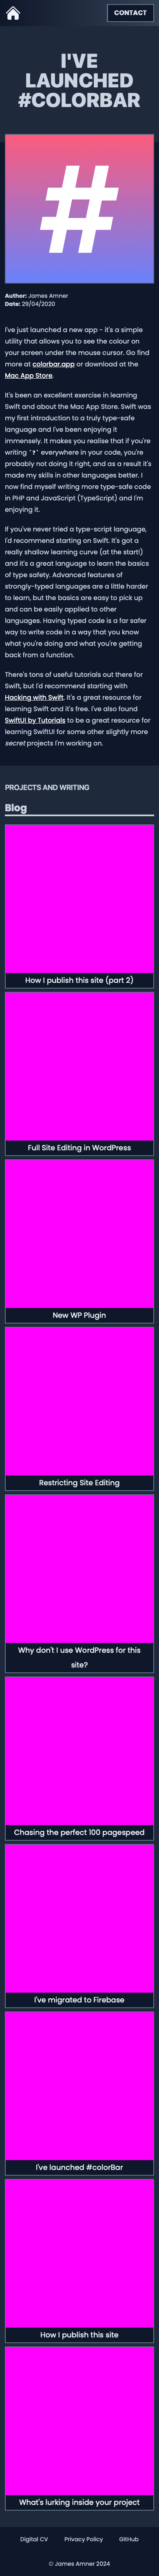 CONTACT
I'VE
LAUNCHED
#COLORBAR
#
Author: James Amner
Date: 29/04/2020
I've just launched a new app - it's a simple
utility that allows you to see the colour on
your screen under the mouse cursor. Go find
more at colorbar.app or download at the
Mac App Store.
It's been an excellent exercise in learning
Swift and about the Mac App Store. Swift was
my first introduction to a truly type-safe
language and I've been enjoying it
immensely. It makes you realise that if you're
writing `?` everywhere in your code, you're
probably not doing it right, and as a result it's
made my skills in other languages better. I
now find myself writing more type-safe code
in PHP and JavaScript (TypeScript) and I'm
enjoying it.
If you've never tried a type-script language,
I'd recommend starting on Swift. It's got a
really shallow learning curve (at the start!)
and it's a great language to learn the basics
of type safety. Advanced features of
strongly-typed languages are a little harder
to learn, but the basics are easy to pick up
and can be easily applied to other
languages. Having typed code is a far safer
way to write code in a way that you know
what you're doing and what you're getting
back from a function.
There's tons of useful tutorials out there for
Swift, but I'd recommend starting with
Hacking with Swift. It's a great resource for
learning Swift and it's free. I've also found
SwiftUI by Tutorials to be a great resource for
learning SwiftUI for some other slightly more
secret projects I'm working on.
PROJECTS AND WRITING
Blog
How I publish this site (part 2)
Full Site Editing in WordPress
New WP Plugin
Restricting Site Editing
Why don't I use WordPress for this
site?
Chasing the perfect 100 pagespeed
I've migrated to Firebase
I've launched #colorBar
How I publish this site
What's lurking inside your project
Digital CV Privacy Policy GitHub
© James Amner 2024